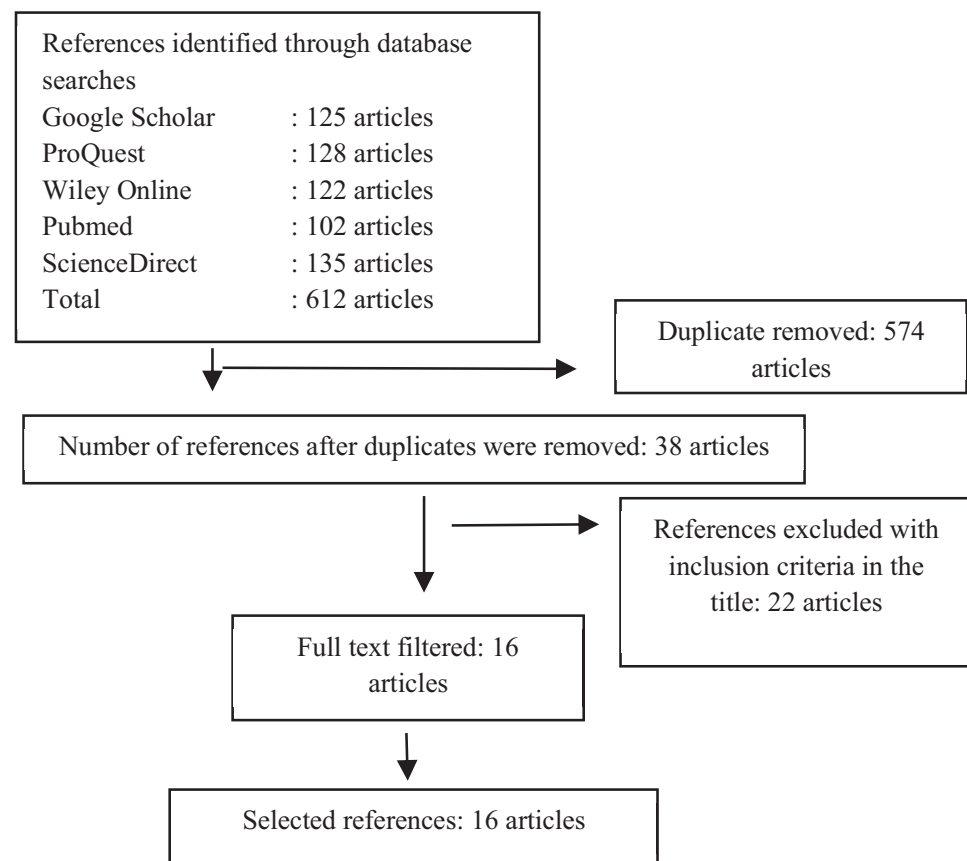 References identified through database
searches
Google Scholar : 125 articles
ProQuest : 128 articles
Wiley Online : 122 articles
Pubmed : 102 articles
ScienceDirect : 135 articles
Total : 612 articles
Duplicate removed: 574
articles
Number of references after duplicates were removed: 38 articles
References excluded with
inclusion criteria in the
title: 22 articles
Full text filtered: 16
articles
Selected references: 16 articles